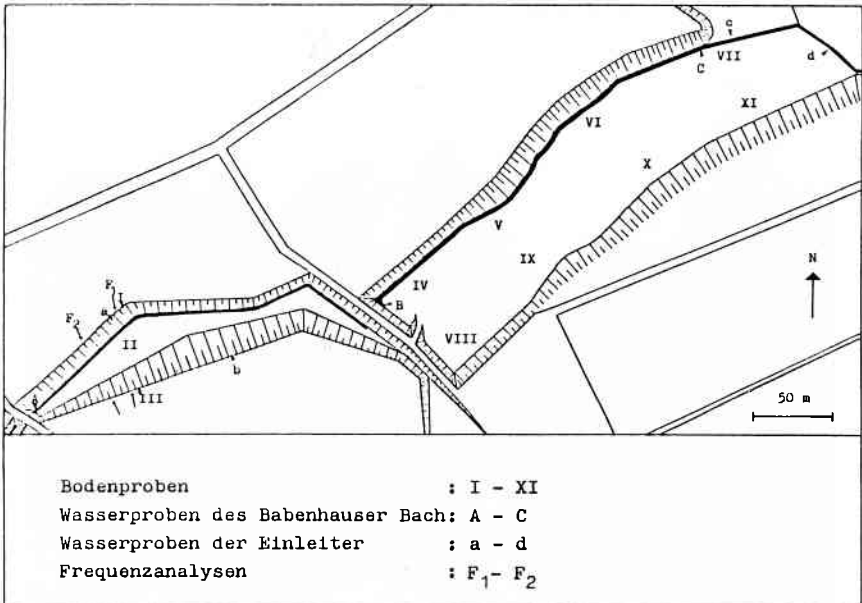 c
VII
C
d
XI
VI
X
V
IX
N
IV
B
F I
a
F₂
VIII
II
b
III
50 m
Bodenproben : I - XI
Wasserproben des Babenhauser Bach: A - C
Wasserproben der Einleiter : a - d
Frequenzanalysen : F₁- F₂